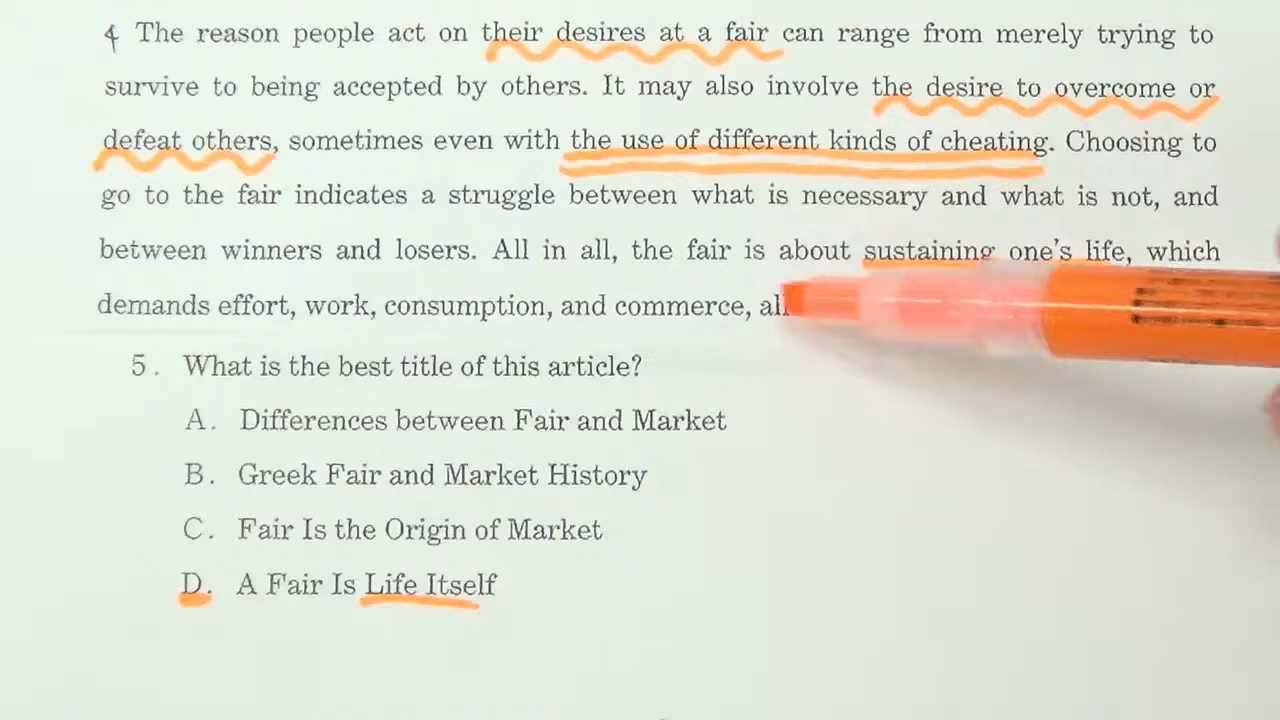 4 The reason people act on their desires at a fair can range from merely trying to
survive to being accepted by others. It may also involve the desire to overcome or
defeat others, sometimes even with the use of different kinds of cheating. Choosing to
go to the fair indicates a struggle between what is necessary and what is not, and
between winners and losers. All in all, the fair is about sustaining one's life, which
demands effort, work, consumption, and commerce,
5. What is the best title of this article?
A. Differences between Fair and Market
B. Greek Fair and Market History
C. Fair Is the Origin of Market
D. A Fair Is Life Itself